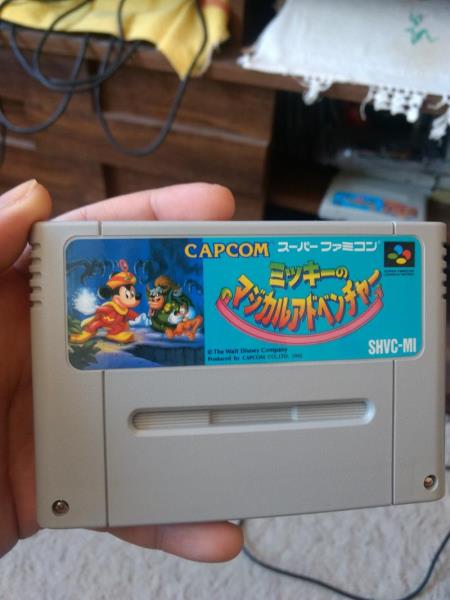 CAPCOM スーパーファミコン
ミッキーの
マジカルアドベンチャー
© The Walt Disney Company
Produced by CAPCOM CO., LTD. 1992
SHVC-MI